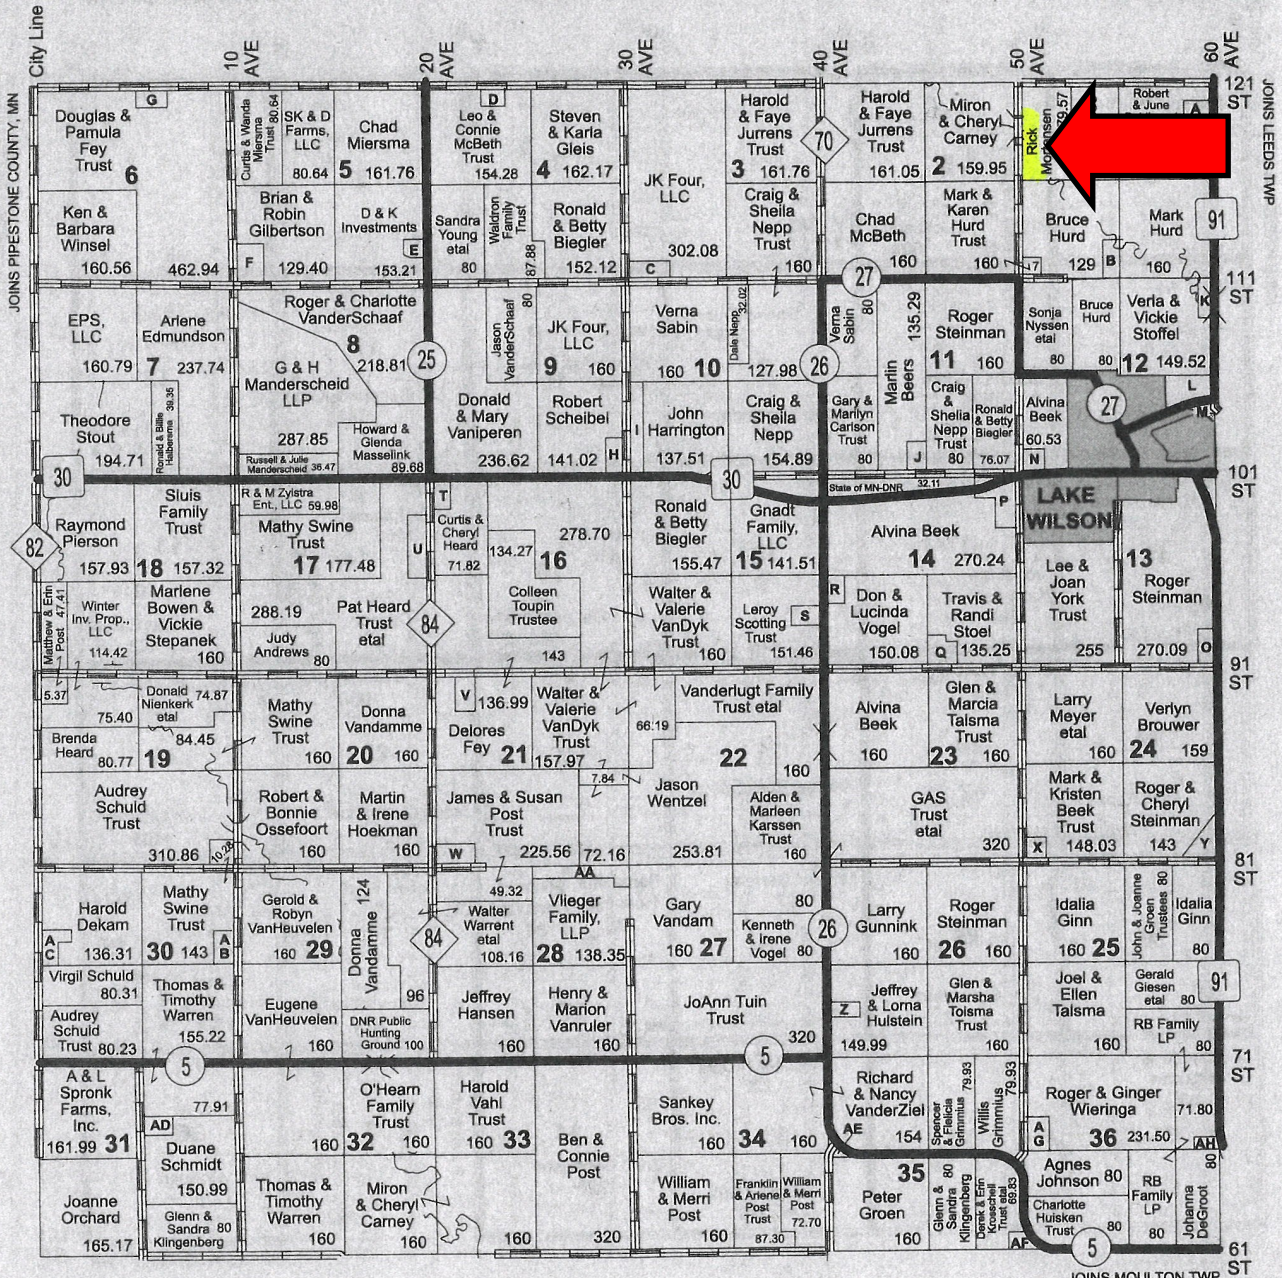 City Line
10
AVE
20
AVE
30
AVE
40
AVE
50
AVE
60
AVE
JOINS PIPESTONE COUNTY, MN
JOINS LEEDS TWP
121
ST
Douglas &
Pamula
Fey
Trust
6
G
Ken &
Barbara
Winsel
160.56
462.94
Curtis & Wanda
Miersma
Trust 80.64
SK & D
Farms,
LLC
80.64
Chad
Miersma
5 161.76
Brian &
Robin
Gilbertson
F
129.40
D & K
Investments
E
153.21
D
Leo &
Connie
McBeth
Trust
154.28
Steven
& Karla
Gleis
4 162.17
Sandra
Young
etal
80
Waldron
Family
Trust
87.88
Ronald
& Betty
Biegler
152.12
JK Four,
LLC
302.08
C
Harold
& Faye
Jurrens
Trust
3 161.76
Craig &
Sheila
Nepp
Trust
160
70
Harold
& Faye
Jurrens
Trust
161.05
Miron
& Cheryl
Carney
2 159.95
Chad
McBeth
160
Mark &
Karen
Hurd
Trust
160
Rick
Mortensen
79.57
Robert
& June
A
Bruce
Hurd
17
129
B
Mark
Hurd
160
91
27
111
ST
EPS,
LLC
160.79
Arlene
Edmundson
7 237.74
Theodore
Stout
194.71
Ronald & Billie
Halbersma 39.35
Roger & Charlotte
VanderSchaaf
8
218.81
G & H
Manderscheid
LLP
287.85
Russell & Julie
Manderscheid 36.47
Howard &
Glenda
Masselink
89.68
25
Jason
VanderSchaaf
80
JK Four,
LLC
9 160
Donald
& Mary
Vaniperen
236.62
Robert
Scheibel
141.02
H
Verna
Sabin
160 10
Dale Nepp
32.02
127.98
I
John
Harrington
137.51
Craig &
Sheila
Nepp
154.89
26
Verna
Sabin
80
Martin
Beers
135.29
Roger
Steinman
11 160
Gary &
Marilyn
Carlson
Trust
80
J
Craig
&
Shelia
Nepp
Trust
80
Ronald
& Betty
Biegler
76.07
Sonja
Nyssen
etal
80
Bruce
Hurd
80
Verla &
Vickie
Stoffel
12 149.52
K
L
M
27
Alvina
Beek
60.53
N
30
30
101
ST
State of MN-DNR 32.11
82
Raymond
Pierson
157.93
Sluis
Family
Trust
18 157.32
Matthew & Erin
Post 47.41
Winter
Inv. Prop.,
LLC
114.42
Marlene
Bowen &
Vickie
Stepanek
160
R & M Zylstra
Ent., LLC 59.98
Mathy Swine
Trust
17 177.48
U
288.19
Pat Heard
Trust
etal
Judy
Andrews 80
84
T
Curtis &
Cheryl
Heard
71.82
134.27
278.70
16
Colleen
Toupin
Trustee
143
Ronald
& Betty
Biegler
155.47
Gnadt
Family,
LLC
15 141.51
Walter &
Valerie
VanDyk
Trust
160
Leroy
Scotting
Trust
S
151.46
P
Alvina Beek
14 270.24
R
Don &
Lucinda
Vogel
150.08
Travis &
Randi
Stoel
Q 135.25
LAKE
WILSON
Lee &
Joan
York
Trust
255
13
Roger
Steinman
270.09
O
91
ST
5.37
75.40
Donald
Nienkerk
etal
74.87
Brenda
Heard
80.77
84.45
19
Audrey
Schuld
Trust
310.86
10.28
Mathy
Swine
Trust
160
Donna
Vandamme
20 160
Robert &
Bonnie
Ossefoort
160
Martin
& Irene
Hoekman
160
V
136.99
Delores
Fey
21
Walter &
Valerie
VanDyk
Trust
157.97
7.84
James & Susan
Post
Trust
W
225.56
72.16
Vanderlugt Family
Trust etal
66.19
22
160
Jason
Wentzel
253.81
Alden &
Marleen
Karssen
Trust
160
Alvina
Beek
160
Glen &
Marcia
Talsma
Trust
23 160
GAS
Trust
etal
320
Larry
Meyer
etal
160
Verlyn
Brouwer
24 159
Mark &
Kristen
Beek
Trust
X
148.03
Roger &
Cheryl
Steinman
143
Y
81
ST
Harold
Dekam
A
C
136.31
Mathy
Swine
Trust
30 143
A
B
Virgil Schuld
80.31
Audrey
Schuld
Trust 80.23
Thomas &
Timothy
Warren
155.22
Gerold &
Robyn
VanHeuvelen
160 29
Donna
Vandamme
124
96
Eugene
VanHeuvelen
160
DNR Public
Hunting
Ground 100
84
49.32
AA
Walter
Warrent
etal
108.16
Vlieger
Family,
LLP
28 138.35
Jeffrey
Hansen
160
Henry &
Marion
Vanruler
160
Gary
Vandam
160 27
80
Kenneth
& Irene
Vogel 80
JoAnn Tuin
Trust
320
26
Larry
Gunnink
160
Roger
Steinman
26 160
Jeffrey
& Lorna
Hulstein
Z
149.99
Glen &
Marsha
Tolsma
Trust
160
Idalia
Ginn
160 25
John & Joanne
Groen
Trustees 80
Idalia
Ginn
80
Joel &
Ellen
Talsma
160
Gerald
Giesen
etal 80
RB Family
LP
80
91
5
5
71
ST
A & L
Spronk
Farms,
Inc.
161.99 31
77.91
AD
Duane
Schmidt
150.99
Joanne
Orchard
165.17
Glenn &
Sandra 80
Klingenberg
160
O'Hearn
Family
Trust
32 160
Thomas &
Timothy
Warren
160
Miron
& Cheryl
Carney
160
Harold
Vahl
Trust
160 33
Ben &
Connie
Post
160
320
Sankey
Bros. Inc.
160 34 160
William
& Merri
Post
160
Franklin
& Arlene
Post
Trust
87.30
William
& Merri
Post
72.70
Richard
& Nancy
VanderZiel
AE
154
Spencer
& Flelicia
Grimmius
79.93
Willis
Grimmius
79.93
35
Peter
Groen
160
Glenn &
Sandra
Klingenberg
80
Derek & Erin
Kroeschell
Trust etal
69.83
AF
Roger & Ginger
Wieringa
A
G
36 231.50
71.80
AH
Agnes
Johnson 80
Charlotte
Huisken
Trust
80
RB
Family
LP
80
Johanna
DeGroot
80
5
61
ST
JOINS MOULTON TWP